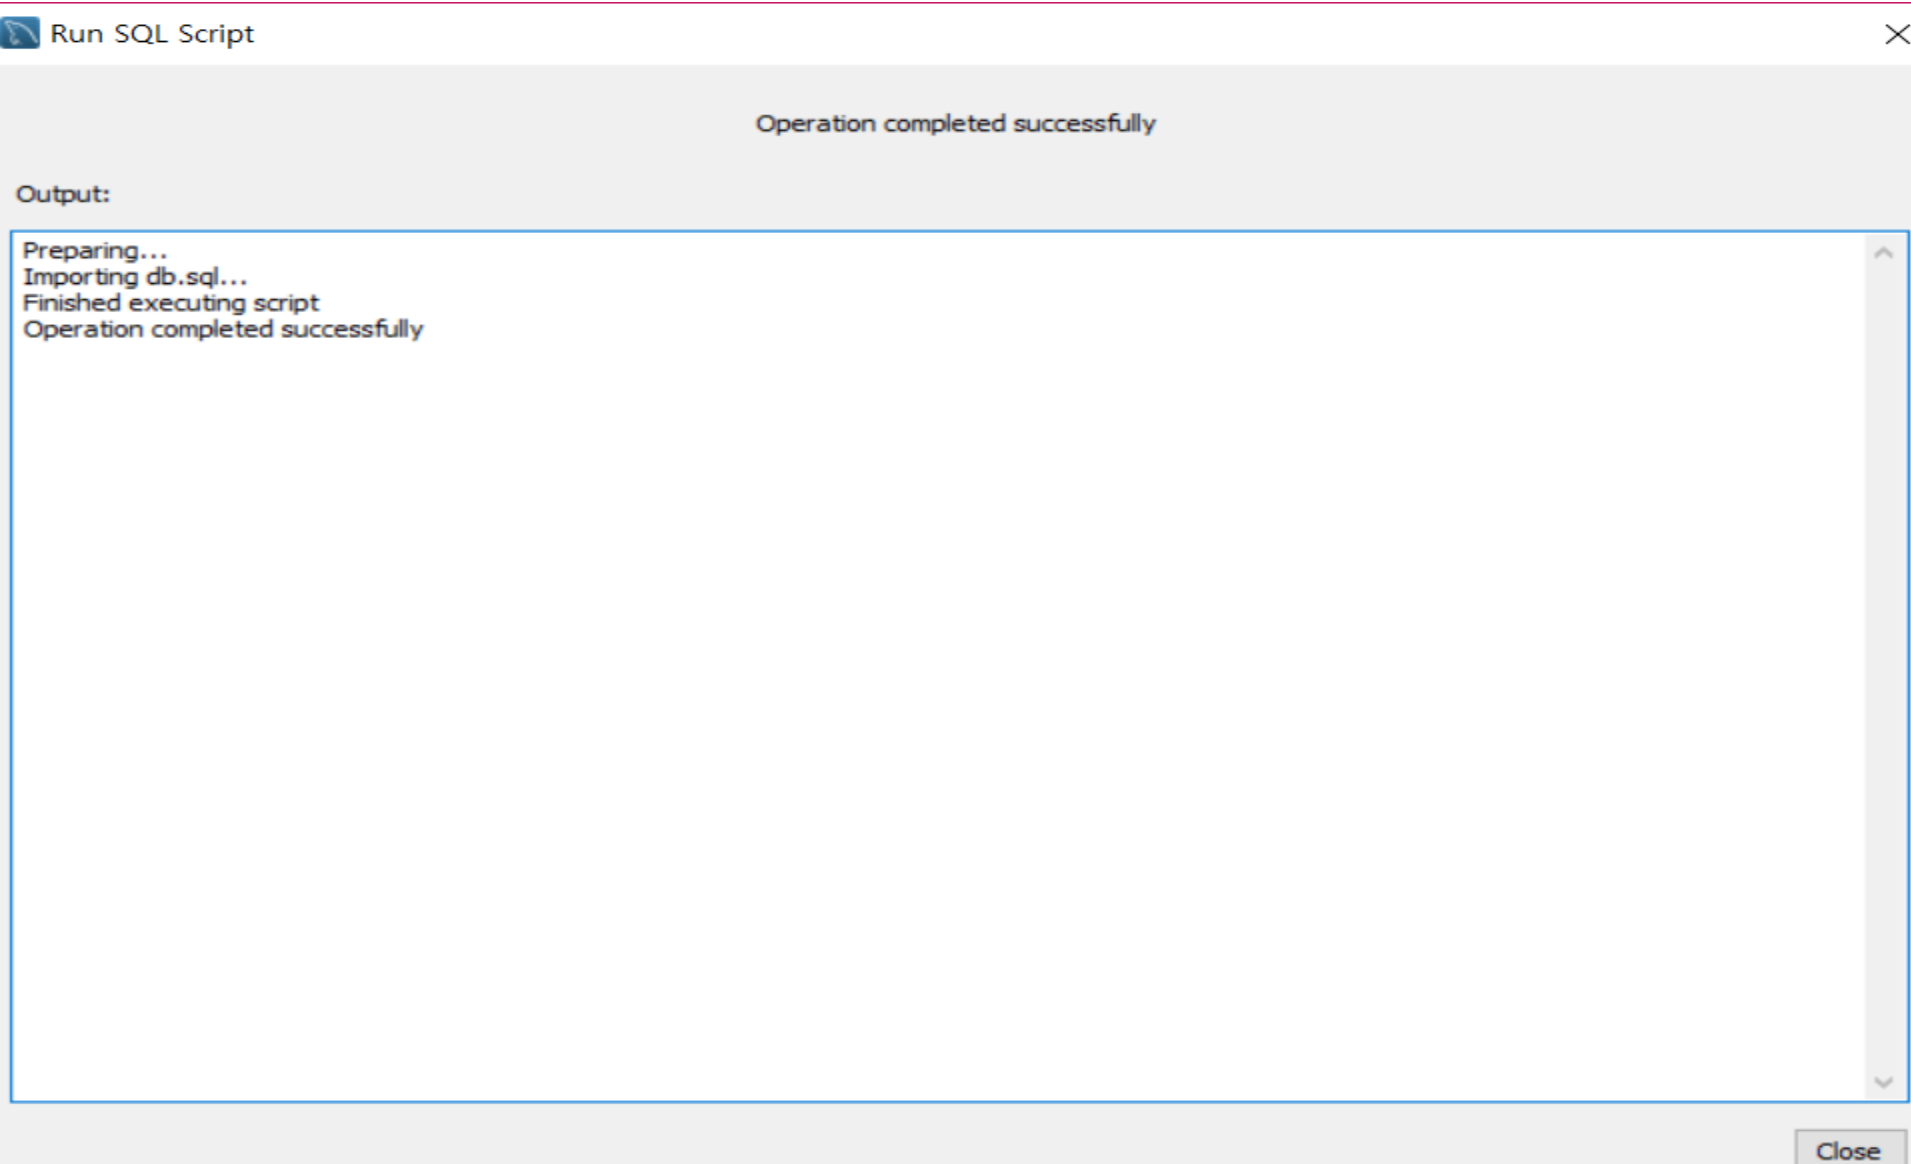 Run SQL Script
Operation completed successfully
Output:
Preparing...
Importing db.sql...
Finished executing script
Operation completed successfully
Close